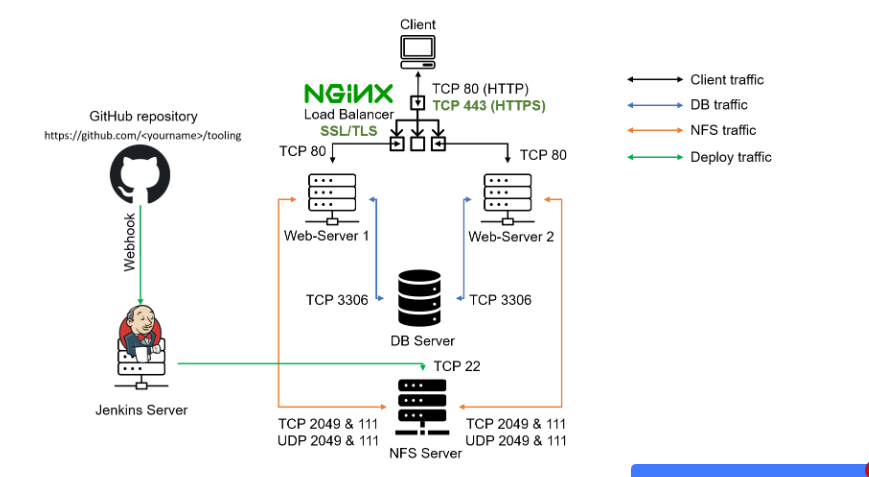 Client
NGINX
Load Balancer
SSL/TLS
TCP 80 (HTTP)
TCP 443 (HTTPS)
Client traffic
DB traffic
NFS traffic
Deploy traffic
GitHub repository
https://github.com/<yourname>/tooling
TCP 80
TCP 80
Web-Server 1
Web-Server 2
Webhook
TCP 3306
TCP 3306
DB Server
Jenkins Server
TCP 22
TCP 2049 & 111
UDP 2049 & 111
TCP 2049 & 111
UDP 2049 & 111
NFS Server